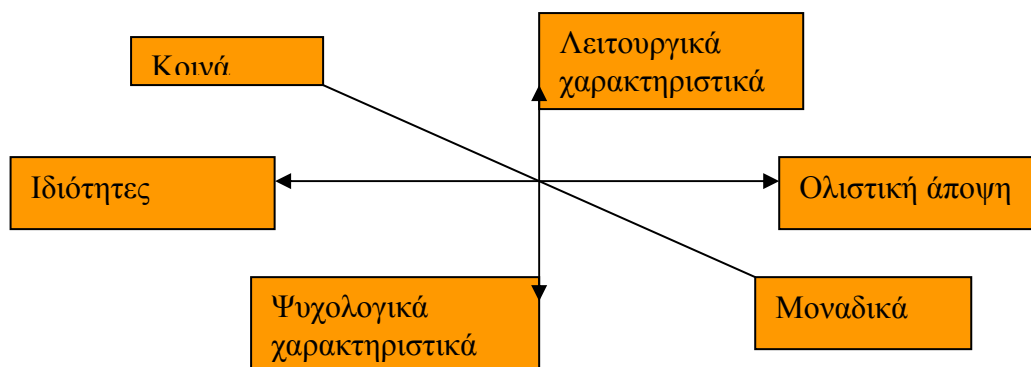 Λειτουργικά
χαρακτηριστικά
Κοινά
Ιδιότητες
Ολιστική άποψη
Ψυχολογικά
χαρακτηριστικά
Μοναδικά